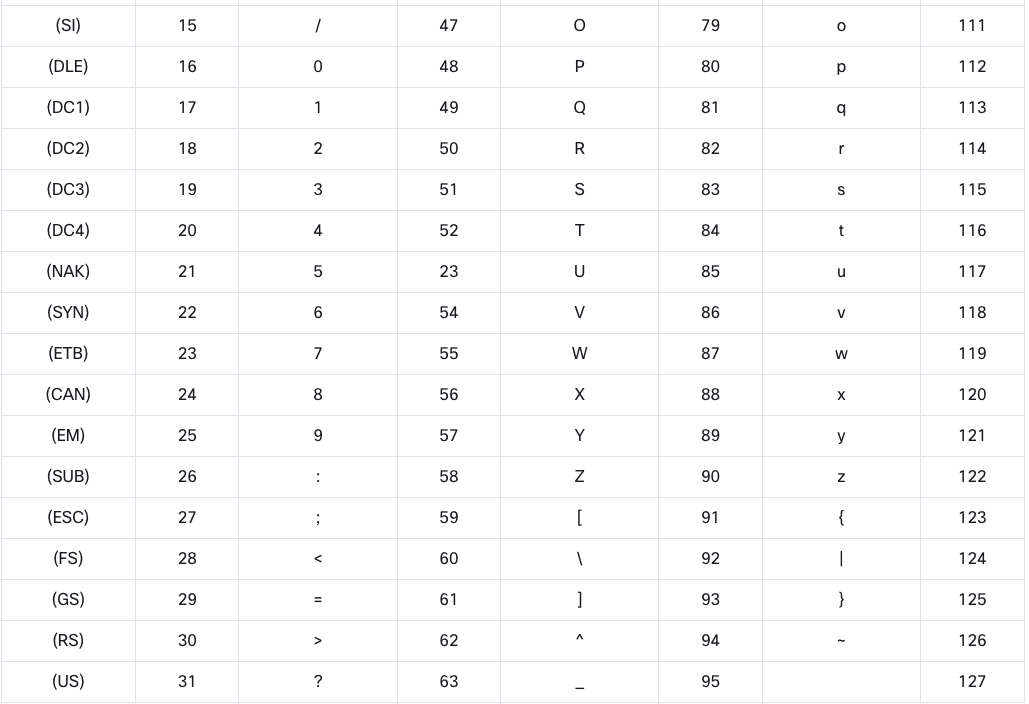 (SI) 15 / 47 O 79 o 111
(DLE) 16 0 48 P 80 p 112
(DC1) 17 1 49 Q 81 q 113
(DC2) 18 2 50 R 82 r 114
(DC3) 19 3 51 S 83 s 115
(DC4) 20 4 52 T 84 t 116
(NAK) 21 5 23 U 85 u 117
(SYN) 22 6 54 V 86 v 118
(ETB) 23 7 55 W 87 w 119
(CAN) 24 8 56 X 88 x 120
(EM) 25 9 57 Y 89 y 121
(SUB) 26 : 58 Z 90 z 122
(ESC) 27 ; 59 [ 91 { 123
(FS) 28 < 60 \ 92 | 124
(GS) 29 = 61 ] 93 } 125
(RS) 30 > 62 ^ 94 ~ 126
(US) 31 ? 63 _ 95 127